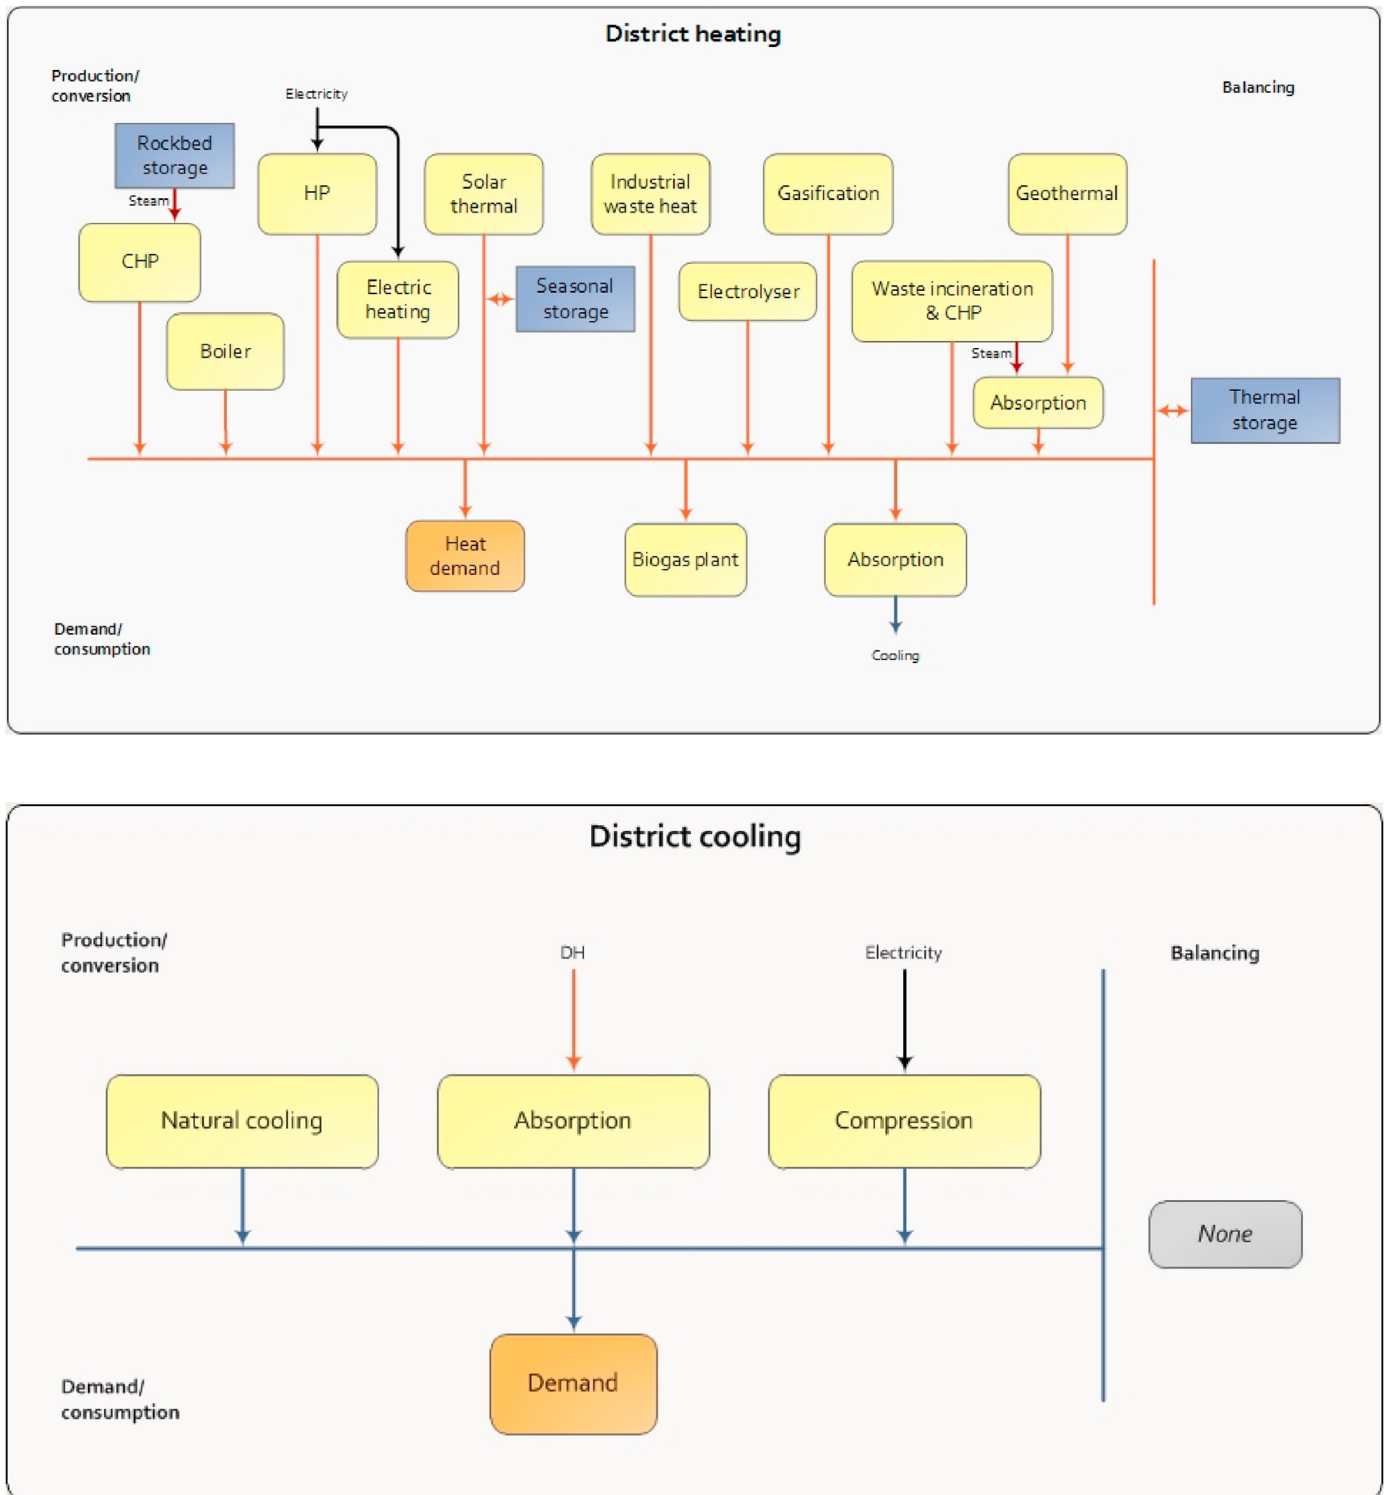 District heating
Production/
conversion
Electricity
Balancing
Rockbed
storage
Steam
CHP
Boiler
HP
Electric
heating
Solar
thermal
Seasonal
storage
Industrial
waste heat
Electrolyser
Gasification
Waste incineration
& CHP
Steam
Geothermal
Absorption
Thermal
storage
Heat
demand
Biogas plant
Absorption
Cooling
Demand/
consumption
District cooling
Production/
conversion
DH
Electricity
Balancing
Natural cooling
Absorption
Compression
None
Demand
Demand/
consumption